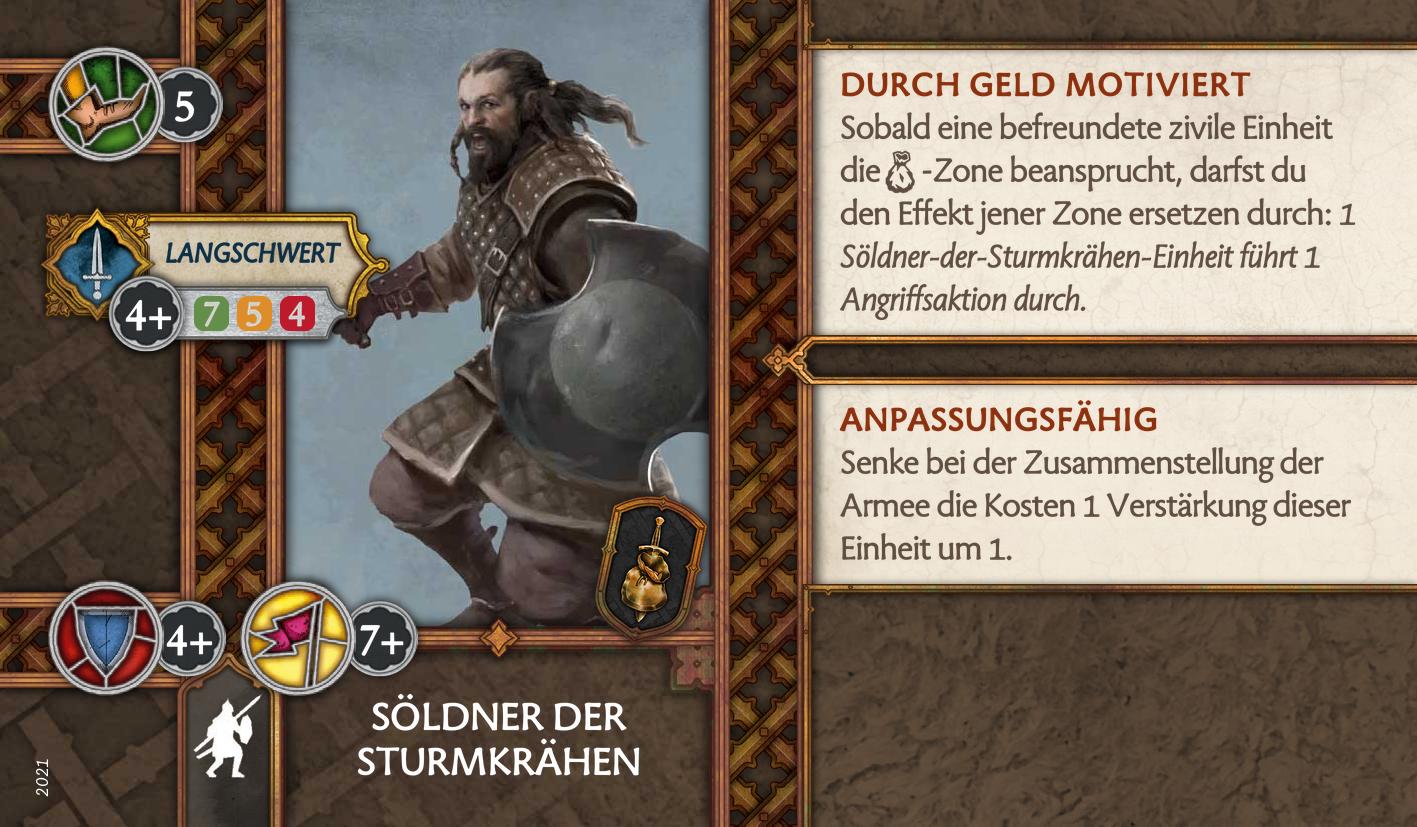 5
LANGSCHWERT
4+ 7 5 4
4+ 7+
SÖLDNER DER
STURMKRÄHEN
2021
DURCH GELD MOTIVIERT
Sobald eine befreundete zivile Einheit
die -Zone beansprucht, darfst du
den Effekt jener Zone ersetzen durch: 1
Söldner-der-Sturmkrähen-Einheit führt 1
Angriffsaktion durch.
ANPASSUNGSFÄHIG
Senke bei der Zusammenstellung der
Armee die Kosten 1 Verstärkung dieser
Einheit um 1.